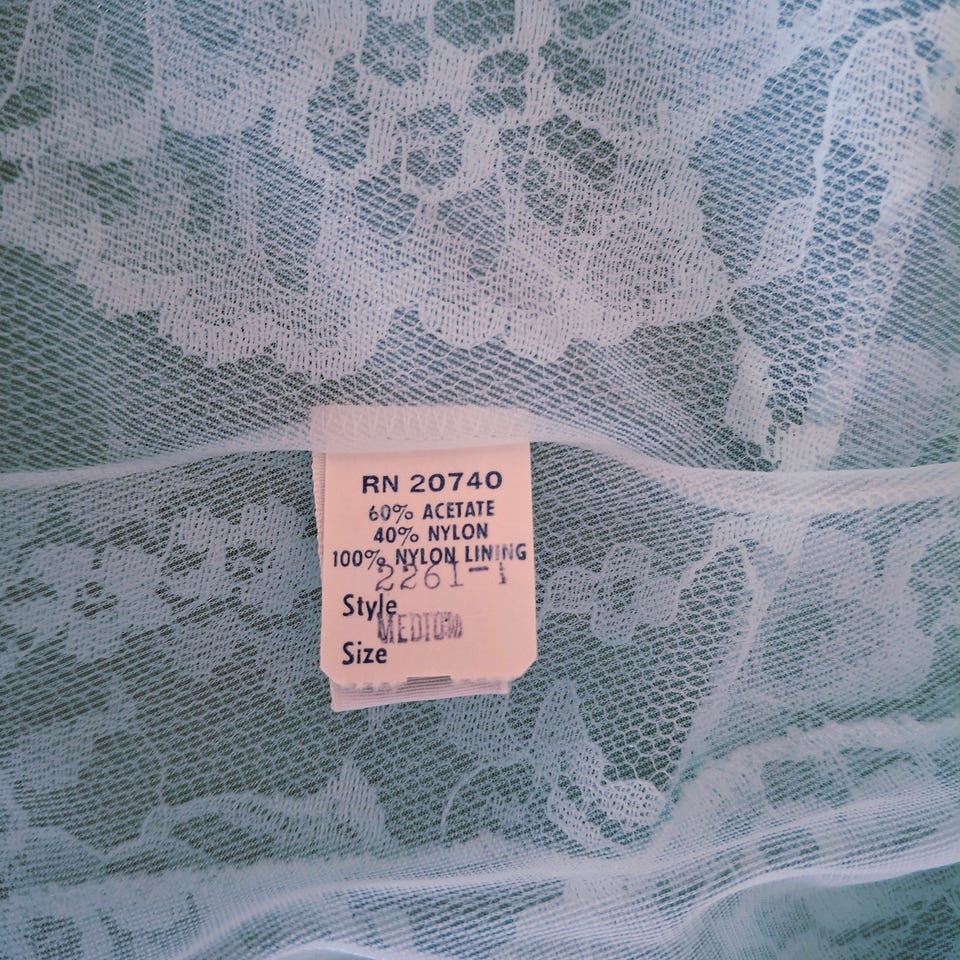 RN 20740
60% ACETATE
40% NYLON
100% NYLON LINING
2261-1
Style
MEDIUM
Size